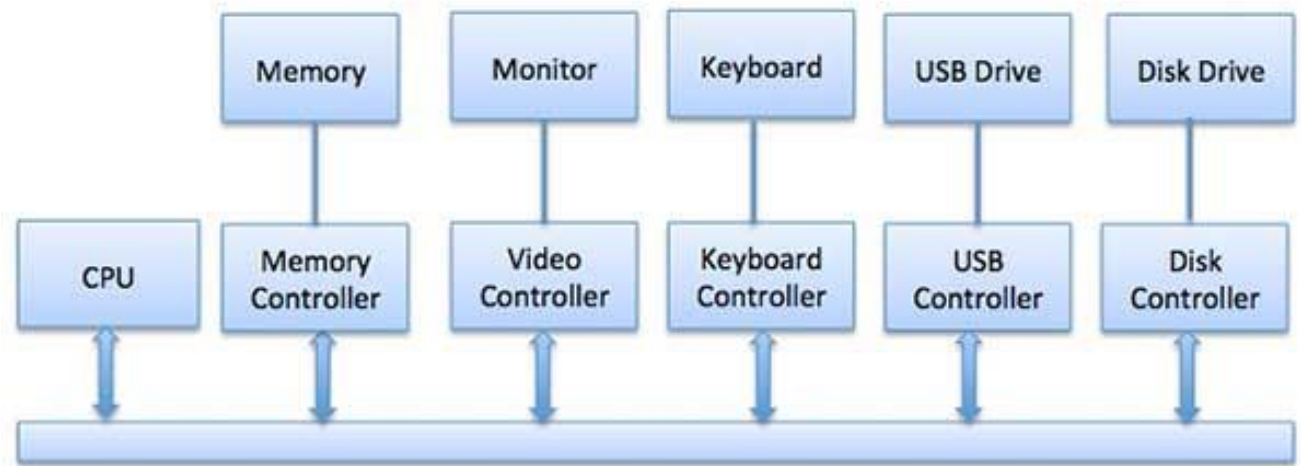 Memory
Monitor
Keyboard
USB Drive
Disk Drive
CPU
Memory
Controller
Video
Controller
Keyboard
Controller
USB
Controller
Disk
Controller